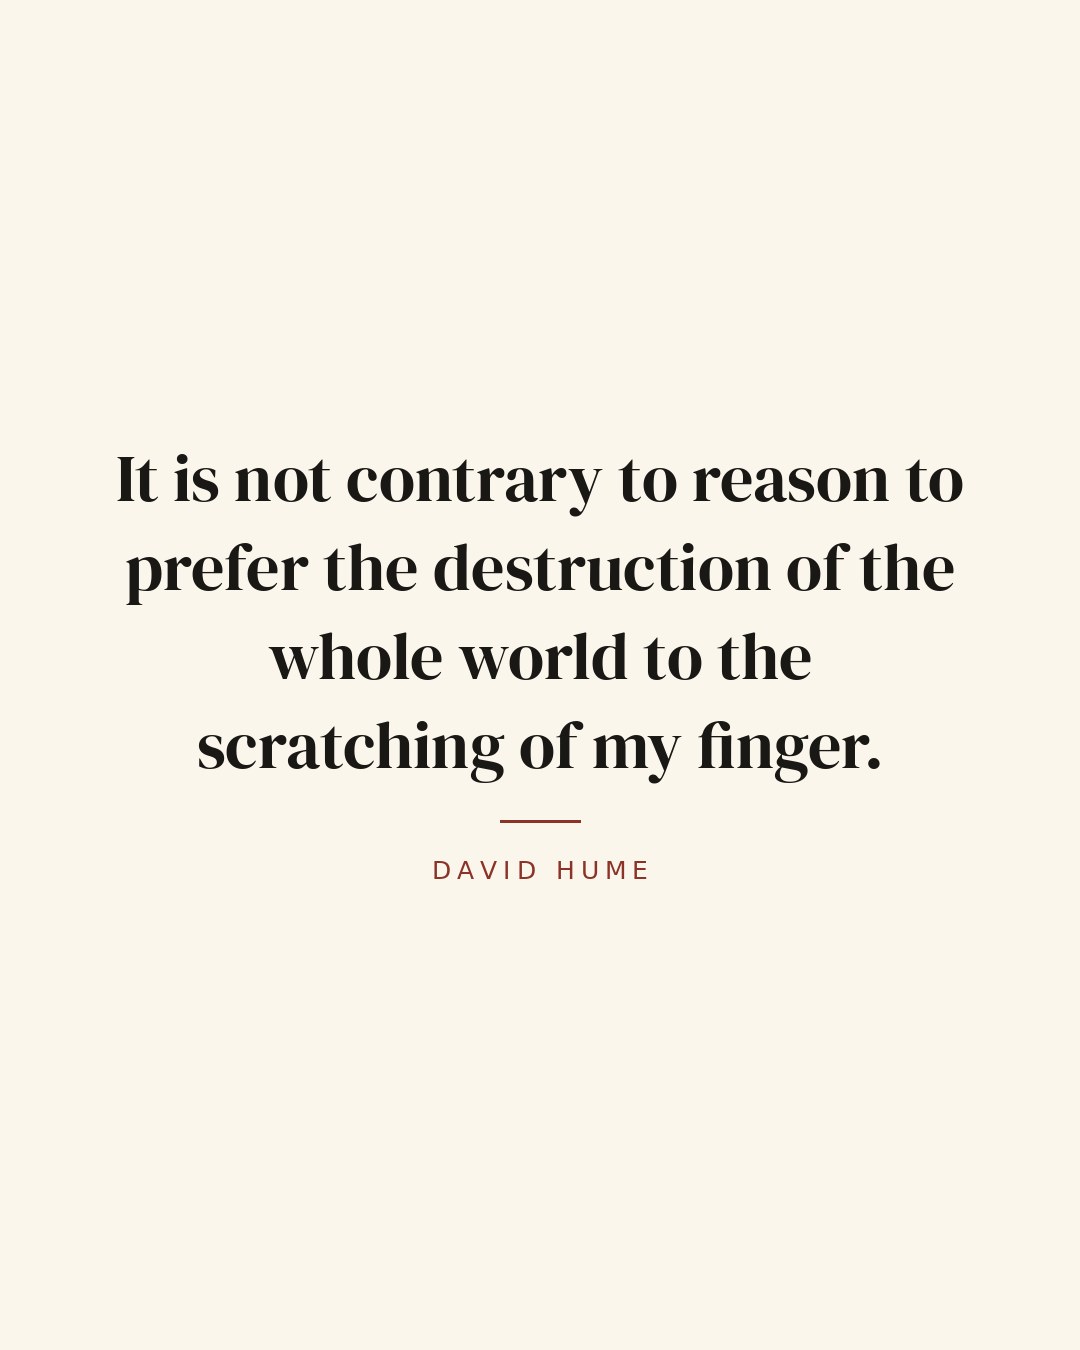 It is not contrary to reason to
prefer the destruction of the
whole world to the
scratching of my finger.
DAVID HUME